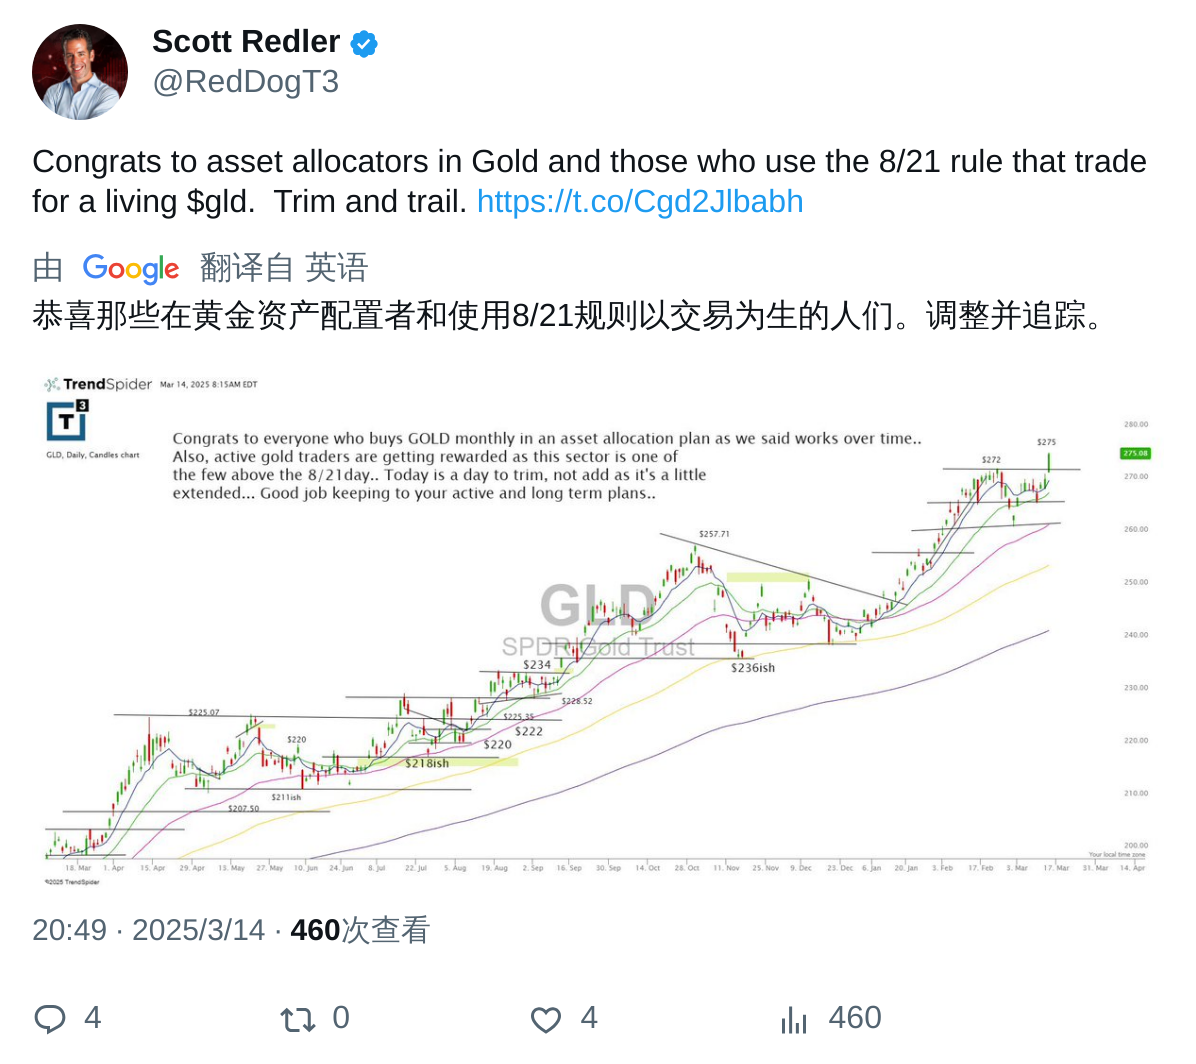 Scott Redler
@RedDogT3
Congrats to asset allocators in Gold and those who use the 8/21 rule that trade
for a living $gld.  Trim and trail. https://t.co/Cgd2Jlbabh
由 Google 翻译自 英语
恭喜那些在黄金资产配置者和使用8/21规则以交易为生的人们。调整并追踪。
TrendSpider Mar 14, 2025 8:15AM EDT
T3
GLD, Daily, Candles chart
Congrats to everyone who buys GOLD monthly in an asset allocation plan as we said works over time..
Also, active gold traders are getting rewarded as this sector is one of
the few above the 8/21day.. Today is a day to trim, not add as it's a little
extended... Good job keeping to your active and long term plans..
280.00
$275
275.08
$272
270.00
260.00
$257.71
250.00
GLD
SPDR Gold Trust
240.00
$234
$236ish
230.00
$228.52
$225.07
$225.35
$222
$220
$220
220.00
$218ish
$211ish
210.00
$207.50
200.00
Your local time zone
18. Mar 1. Apr 15. Apr 29. Apr 13. May 27. May 10. Jun 24. Jun 8. Jul 22. Jul 5. Aug 19. Aug 2. Sep 16. Sep 30. Sep 14. Oct 28. Oct 11. Nov 25. Nov 9. Dec 23. Dec 6. Jan 20. Jan 3. Feb 17. Feb 3. Mar 17. Mar 31. Mar 14. Apr
©2025 TrendSpider
20:49 · 2025/3/14 · 460次查看
4 0 4 460